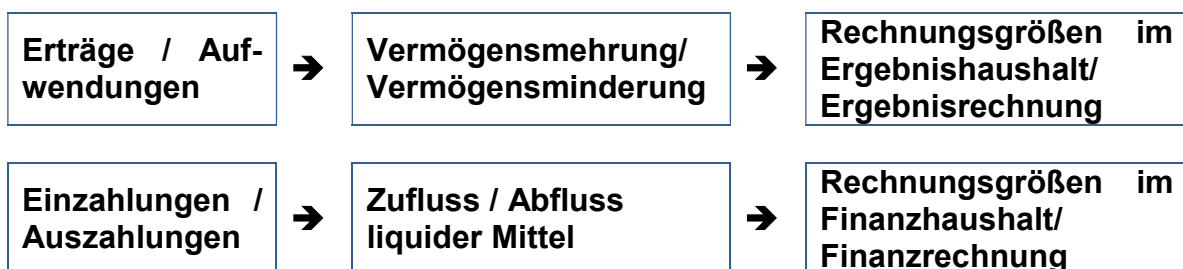 Erträge / Auf-
wendungen
➔
Vermögensmehrung/
Vermögensminderung
➔
Rechnungsgrößen im
Ergebnishaushalt/
Ergebnisrechnung
Einzahlungen /
Auszahlungen
➔
Zufluss / Abfluss
liquider Mittel
➔
Rechnungsgrößen im
Finanzhaushalt/
Finanzrechnung